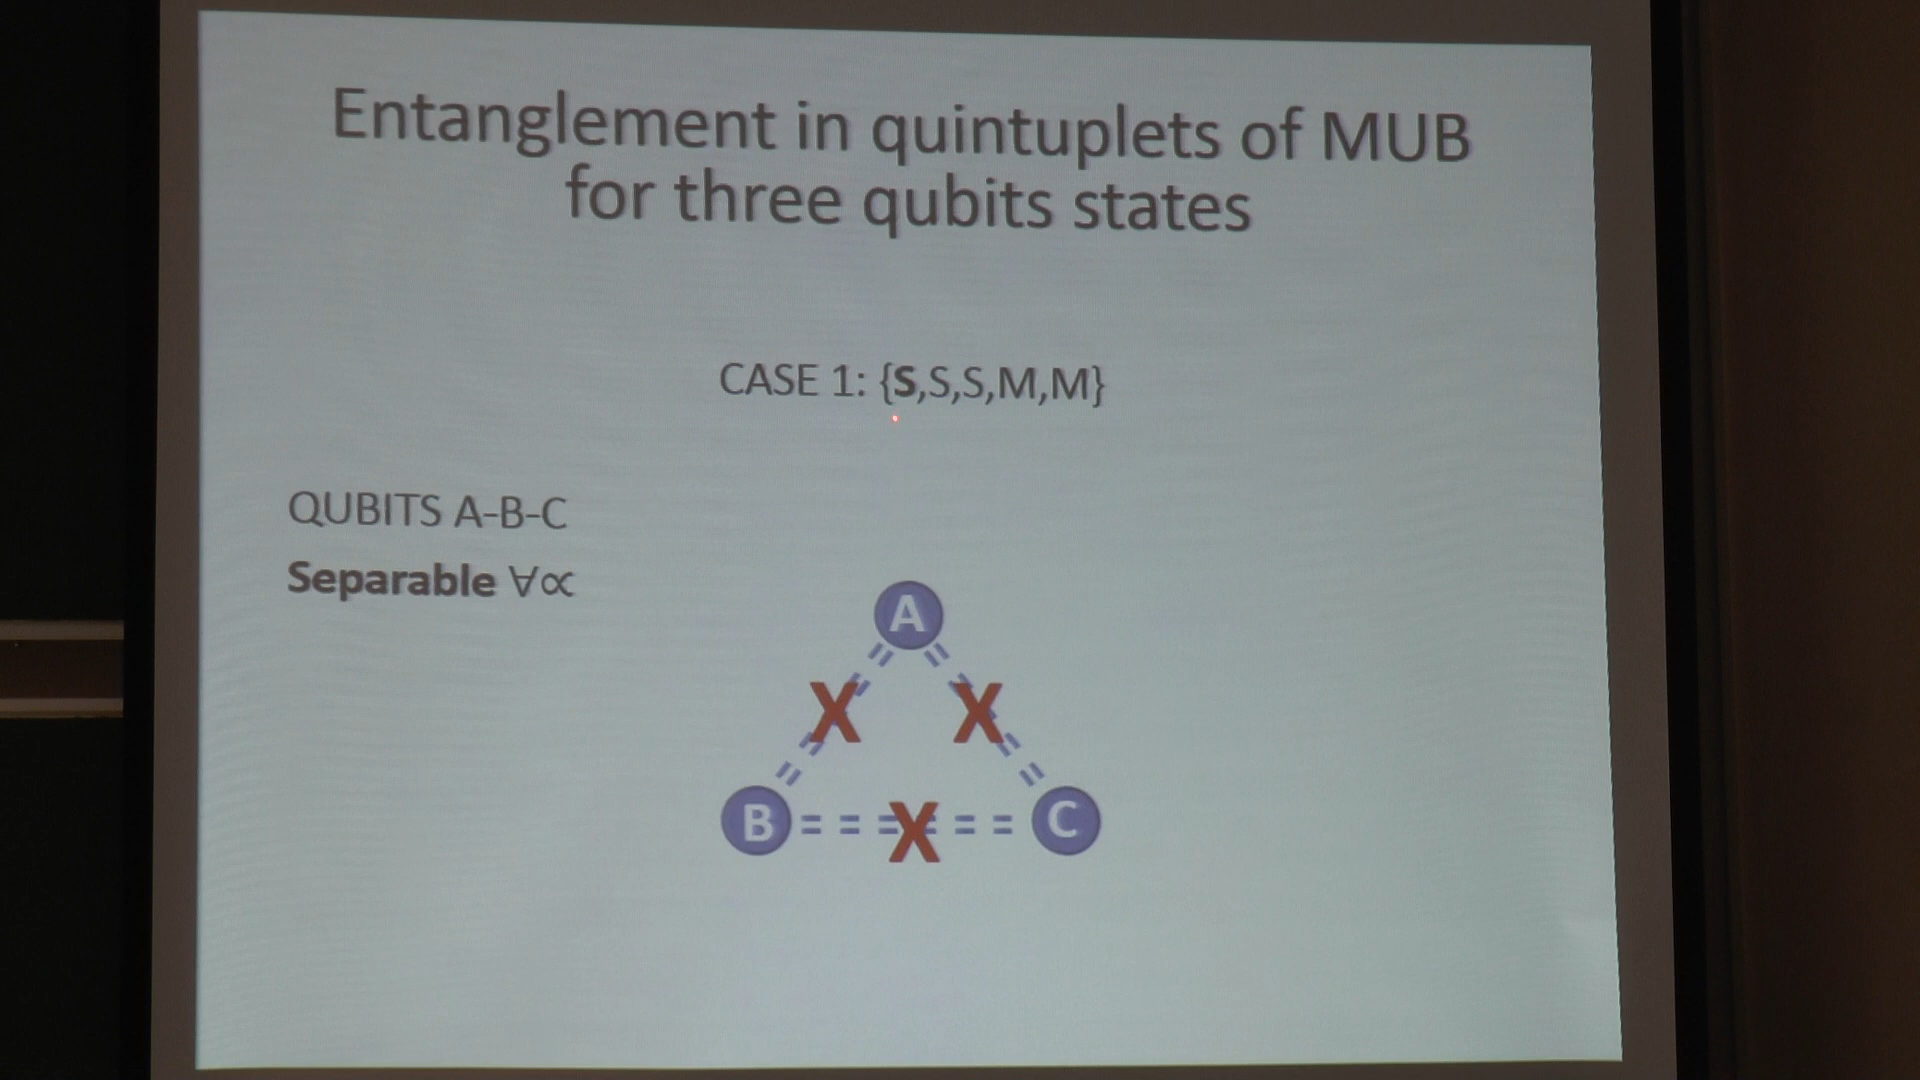 Entanglement in quintuplets of MUB
for three qubits states
CASE 1: {S,S,S,M,M}
QUBITS A-B-C
Separable ∀∝
A
X X
B X C